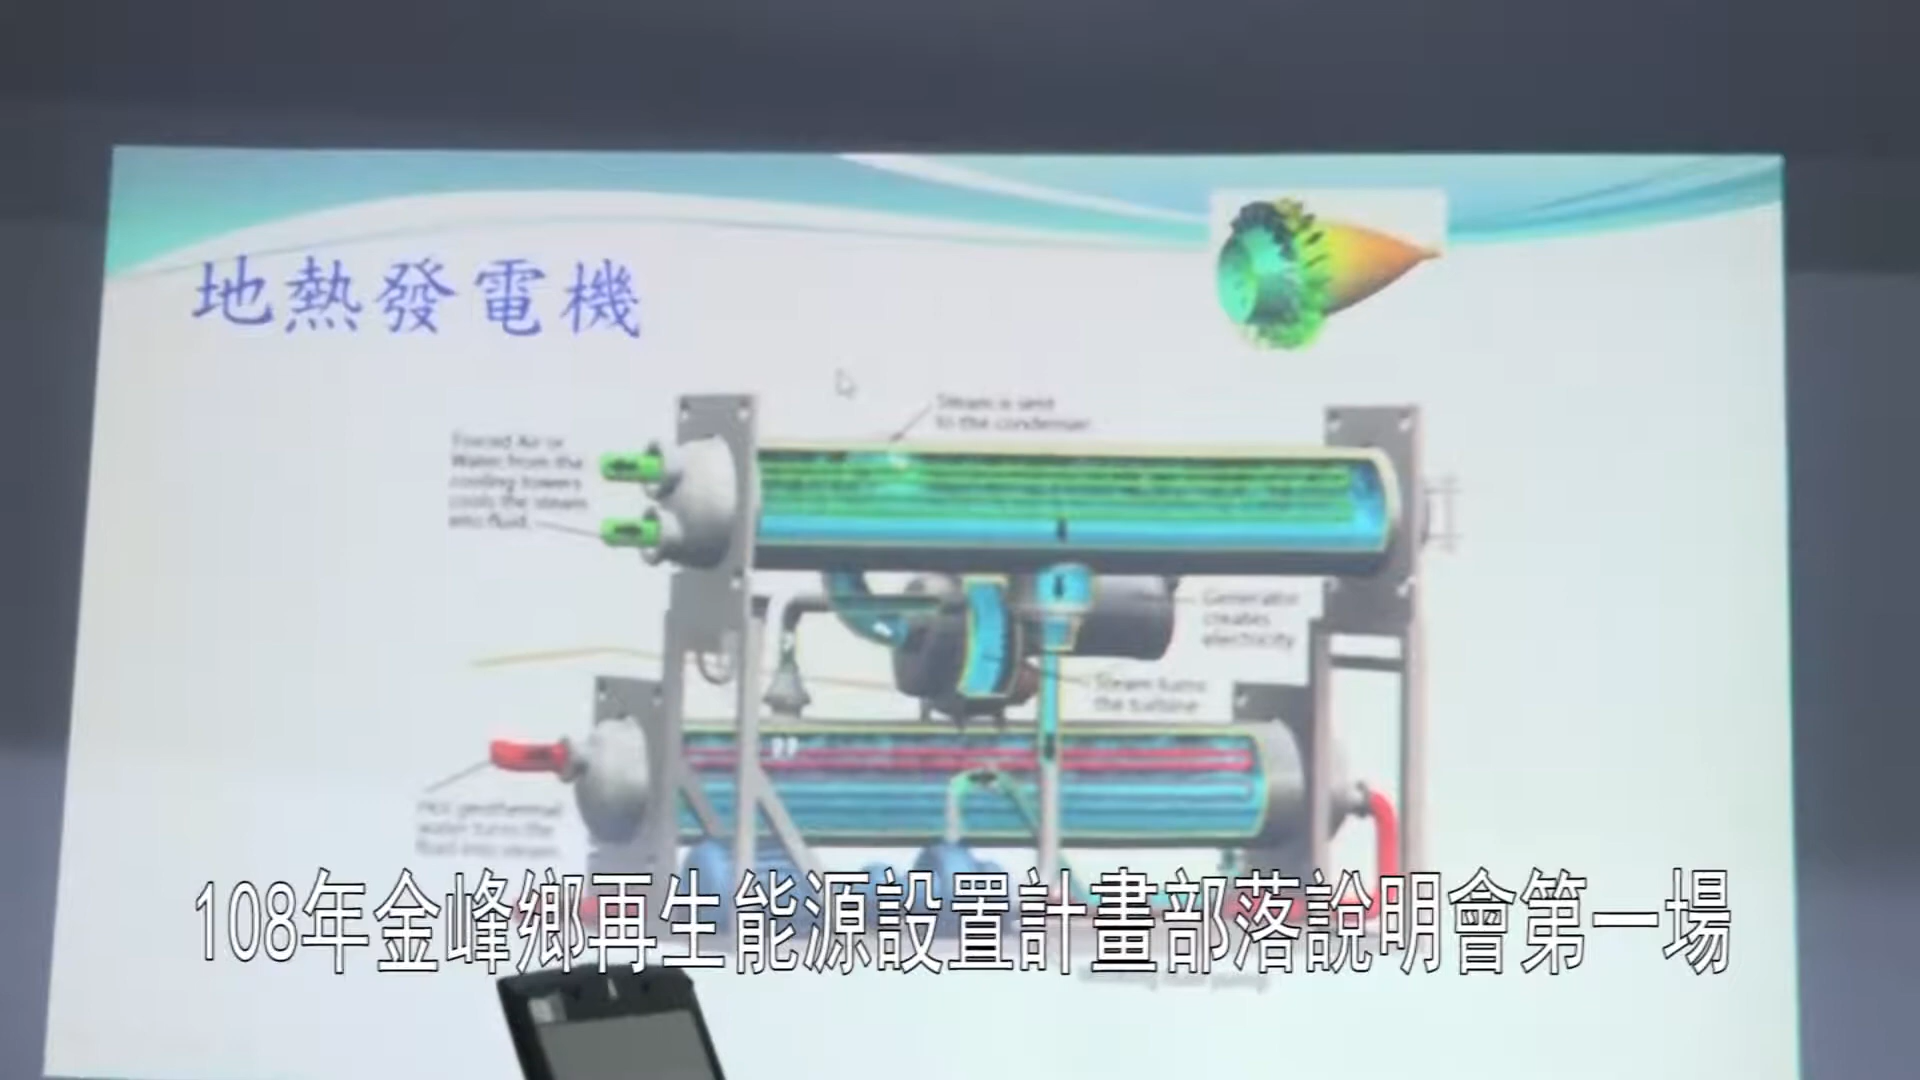 地熱發電機
Steam is sent
to the condenser
Forced Air or
Water from the
cooling towers
cools the steam
into fluid.
Generator
creates
electricity
Steam turns
the turbine
Hot geothermal
water turns the
fluid into steam.
108年金峰鄉再生能源設置計畫部落說明會第一場